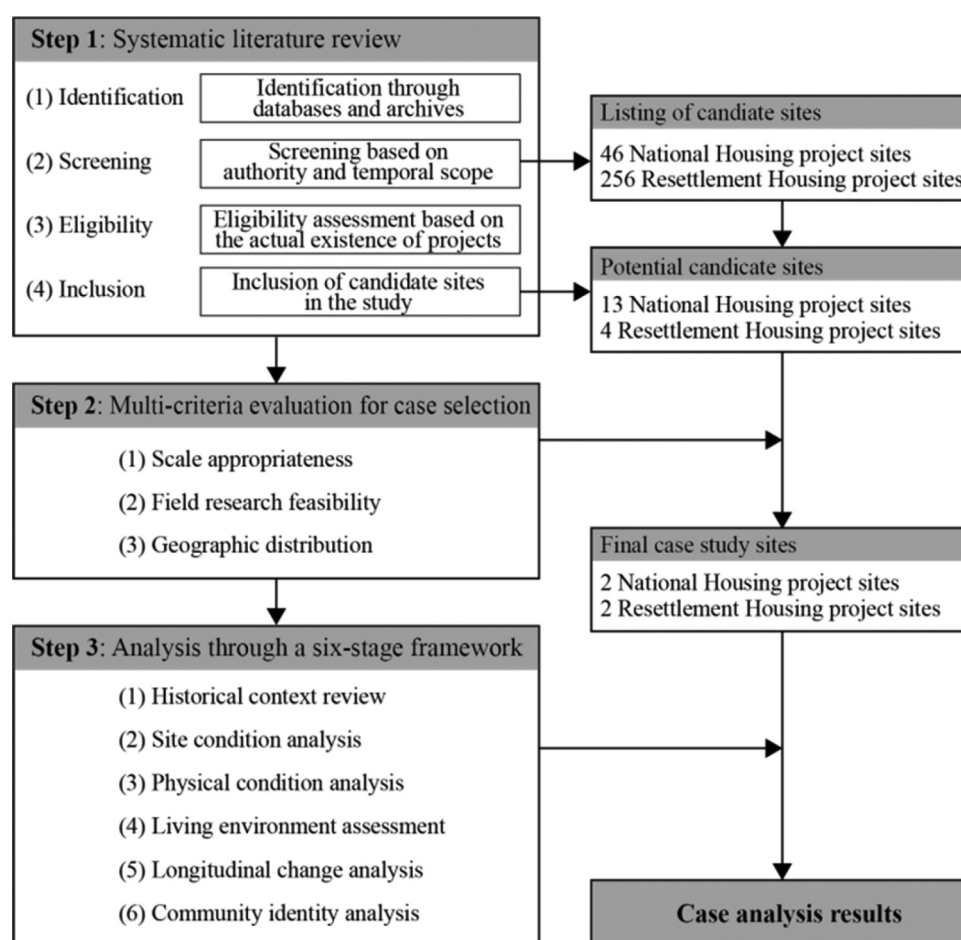 Step 1: Systematic literature review
(1) Identification
Identification through
databases and archives
(2) Screening
Screening based on
authority and temporal scope
(3) Eligibility
Eligibility assessment based on
the actual existence of projects
(4) Inclusion
Inclusion of candidate sites
in the study
Listing of candiate sites
46 National Housing project sites
256 Resettlement Housing project sites
Potential candicate sites
13 National Housing project sites
4 Resettlement Housing project sites
Step 2: Multi-criteria evaluation for case selection
(1) Scale appropriateness
(2) Field research feasibility
(3) Geographic distribution
Final case study sites
2 National Housing project sites
2 Resettlement Housing project sites
Step 3: Analysis through a six-stage framework
(1) Historical context review
(2) Site condition analysis
(3) Physical condition analysis
(4) Living environment assessment
(5) Longitudinal change analysis
(6) Community identity analysis
Case analysis results